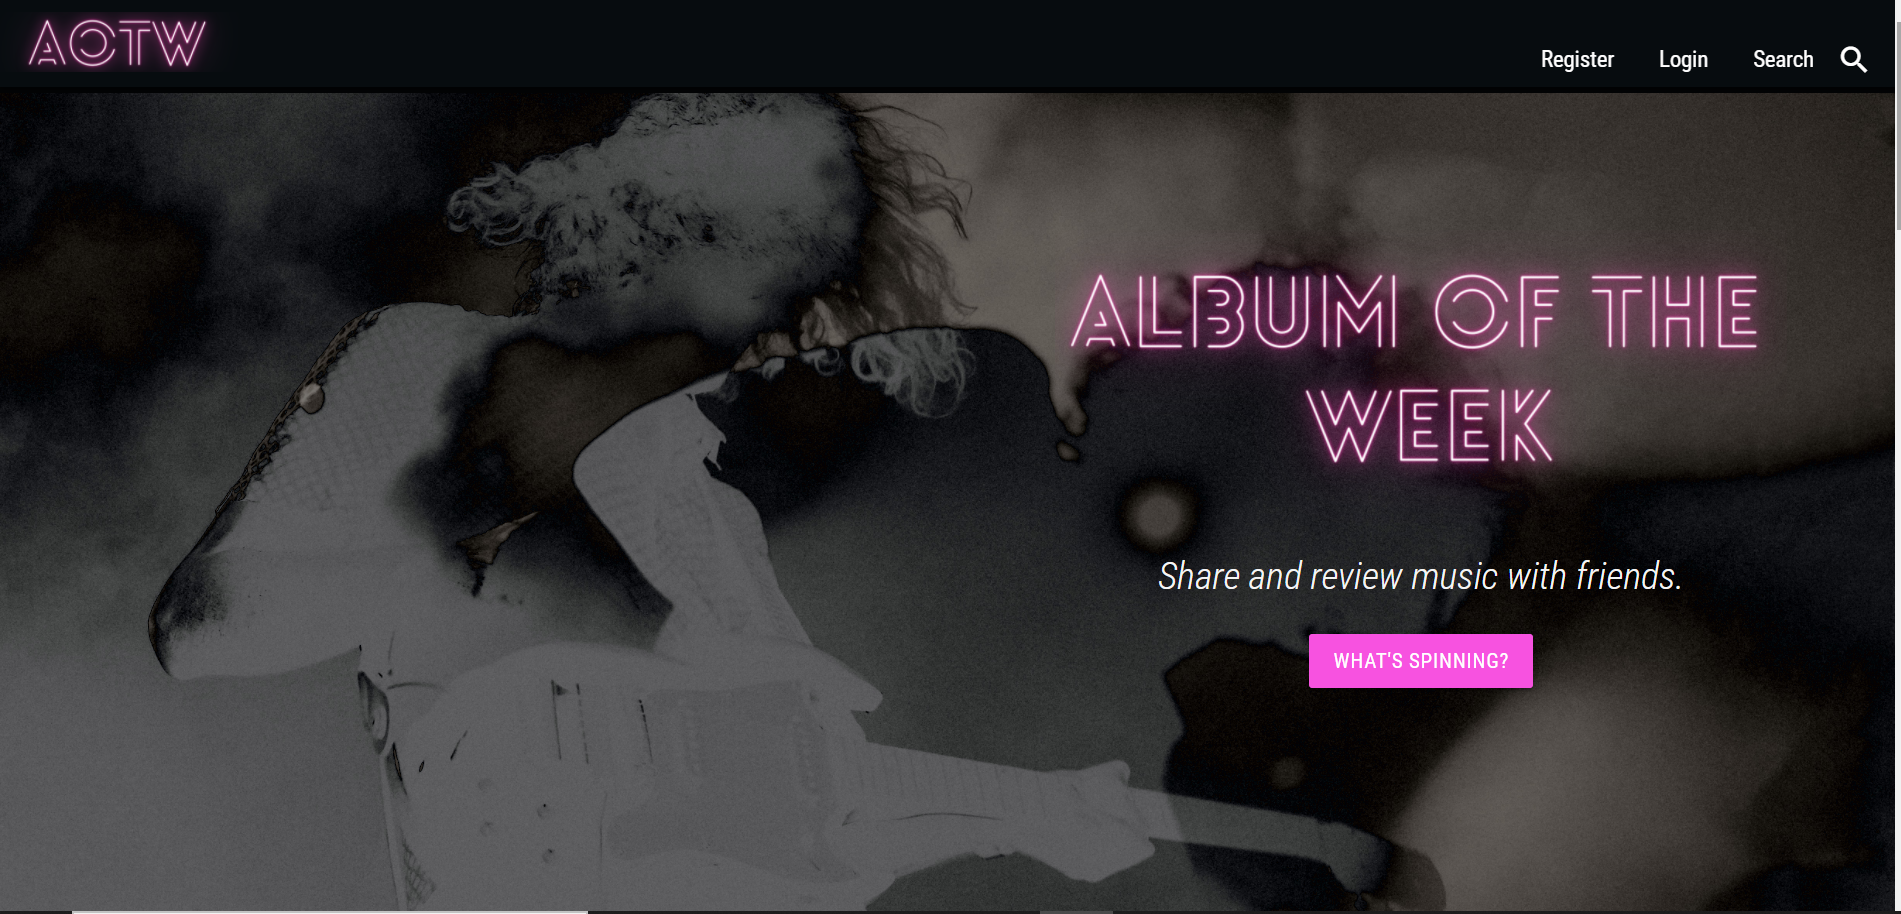 AOTW
Register Login Search
ALBUM OF THE
WEEK
Share and review music with friends.
WHAT'S SPINNING?